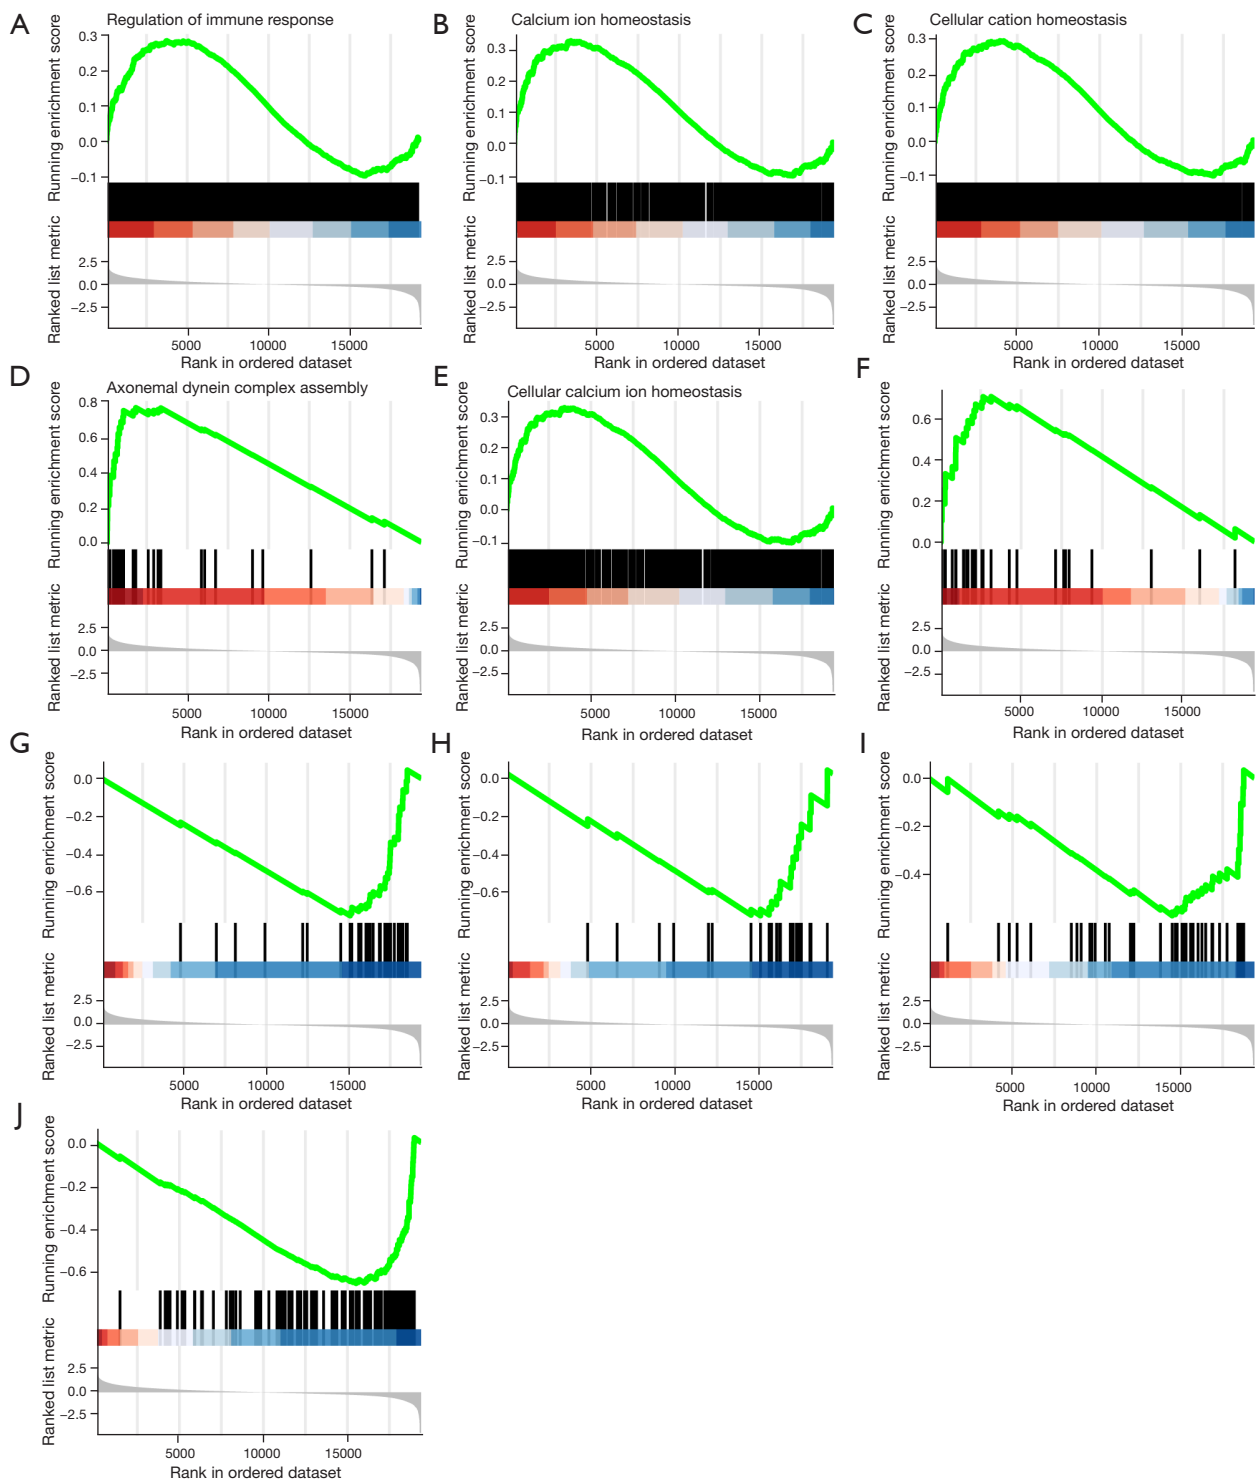 A
Regulation of immune response
Running enrichment score
0.3
0.2
0.1
0.0
−0.1
Ranked list metric
2.5
0.0
−2.5
5000 10000 15000
Rank in ordered dataset
B
Calcium ion homeostasis
Running enrichment score
0.3
0.2
0.1
0.0
−0.1
Ranked list metric
2.5
0.0
−2.5
5000 10000 15000
Rank in ordered dataset
C
Cellular cation homeostasis
Running enrichment score
0.3
0.2
0.1
0.0
−0.1
Ranked list metric
2.5
0.0
−2.5
5000 10000 15000
Rank in ordered dataset
D
Axonemal dynein complex assembly
Running enrichment score
0.8
0.6
0.4
0.2
0.0
Ranked list metric
2.5
0.0
−2.5
5000 10000 15000
Rank in ordered dataset
E
Cellular calcium ion homeostasis
Running enrichment score
0.3
0.2
0.1
0.0
−0.1
Ranked list metric
2.5
0.0
−2.5
5000 10000 15000
Rank in ordered dataset
F
Running enrichment score
0.6
0.4
0.2
0.0
Ranked list metric
2.5
0.0
−2.5
5000 10000 15000
Rank in ordered dataset
G
Running enrichment score
0.0
−0.2
−0.4
−0.6
Ranked list metric
2.5
0.0
−2.5
5000 10000 15000
Rank in ordered dataset
H
Running enrichment score
0.0
−0.2
−0.4
−0.6
Ranked list metric
2.5
0.0
−2.5
5000 10000 15000
Rank in ordered dataset
I
Running enrichment score
0.0
−0.2
−0.4
Ranked list metric
2.5
0.0
−2.5
5000 10000 15000
Rank in ordered dataset
J
Running enrichment score
0.0
−0.2
−0.4
−0.6
Ranked list metric
2.5
0.0
−2.5
5000 10000 15000
Rank in ordered dataset